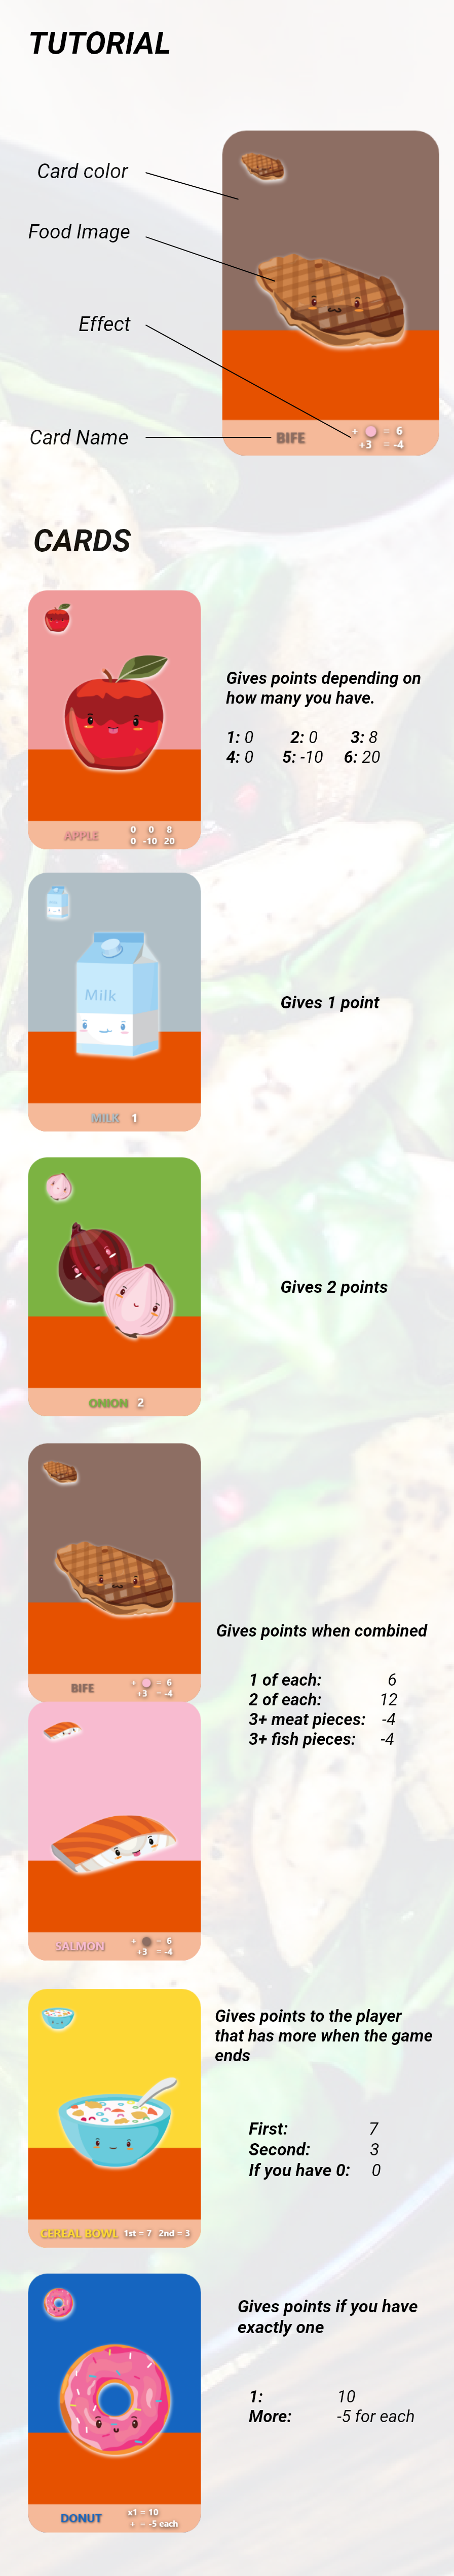 TUTORIAL
Card color
Food Image
Effect
Card Name
BIFE
+ = 6
+3 = -4
CARDS
Gives points depending on
how many you have.
1: 0 2: 0 3: 8
4: 0 5: -10 6: 20
APPLE
0 0 8
0 -10 20
Milk
Gives 1 point
MILK 1
Gives 2 points
ONION 2
Gives points when combined
BIFE
+ = 6
+3 = -4
1 of each: 6
2 of each: 12
3+ meat pieces: -4
3+ fish pieces: -4
SALMON
+ = 6
+3 = -4
Gives points to the player
that has more when the game
ends
First: 7
Second: 3
If you have 0: 0
CEREAL BOWL 1st = 7 2nd = 3
Gives points if you have
exactly one
1: 10
More: -5 for each
DONUT
x1 = 10
+ = -5 each